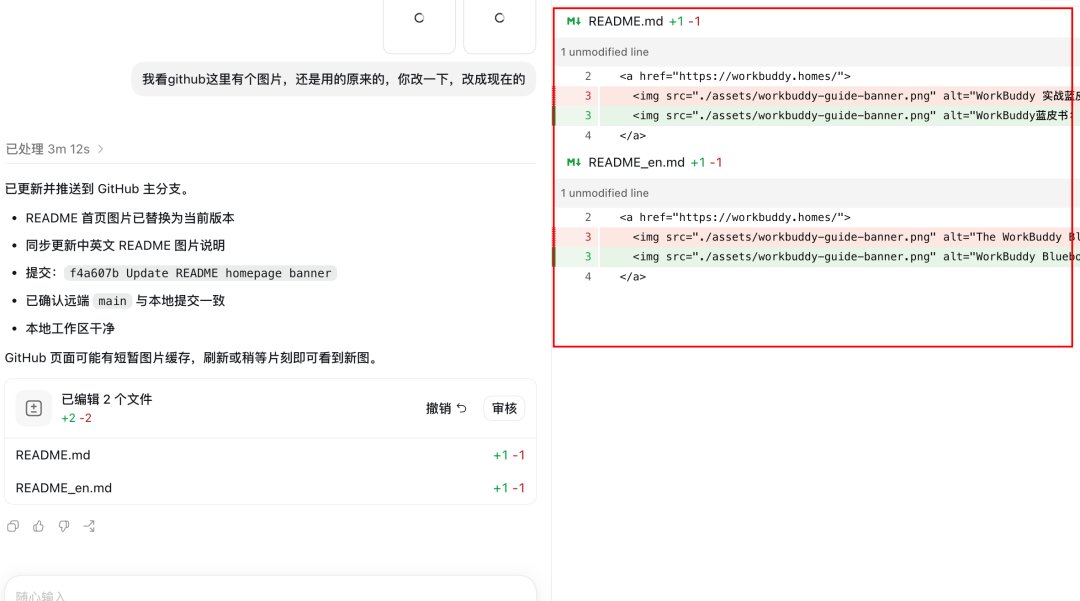 我看github这里有个图片，还是用的原来的，你改一下，改成现在的
已处理 3m 12s
已更新并推送到 GitHub 主分支。
README 首页图片已替换为当前版本
同步更新中英文 README 图片说明
提交： f4a607b Update README homepage banner
已确认远端 main 与本地提交一致
本地工作区干净
GitHub 页面可能有短暂图片缓存，刷新或稍等片刻即可看到新图。
已编辑 2 个文件
+2 -2
撤销
审核
README.md +1 -1
README_en.md +1 -1
随心输入
README.md +1 -1
1 unmodified line
2 <a href="https://workbuddy.homes/">
3 <img src="./assets/workbuddy-guide-banner.png" alt="WorkBuddy 实战蓝皮
3 <img src="./assets/workbuddy-guide-banner.png" alt="WorkBuddy蓝皮书：
4 </a>
README_en.md +1 -1
1 unmodified line
2 <a href="https://workbuddy.homes/">
3 <img src="./assets/workbuddy-guide-banner.png" alt="The WorkBuddy Bl
3 <img src="./assets/workbuddy-guide-banner.png" alt="WorkBuddy Bluebo
4 </a>